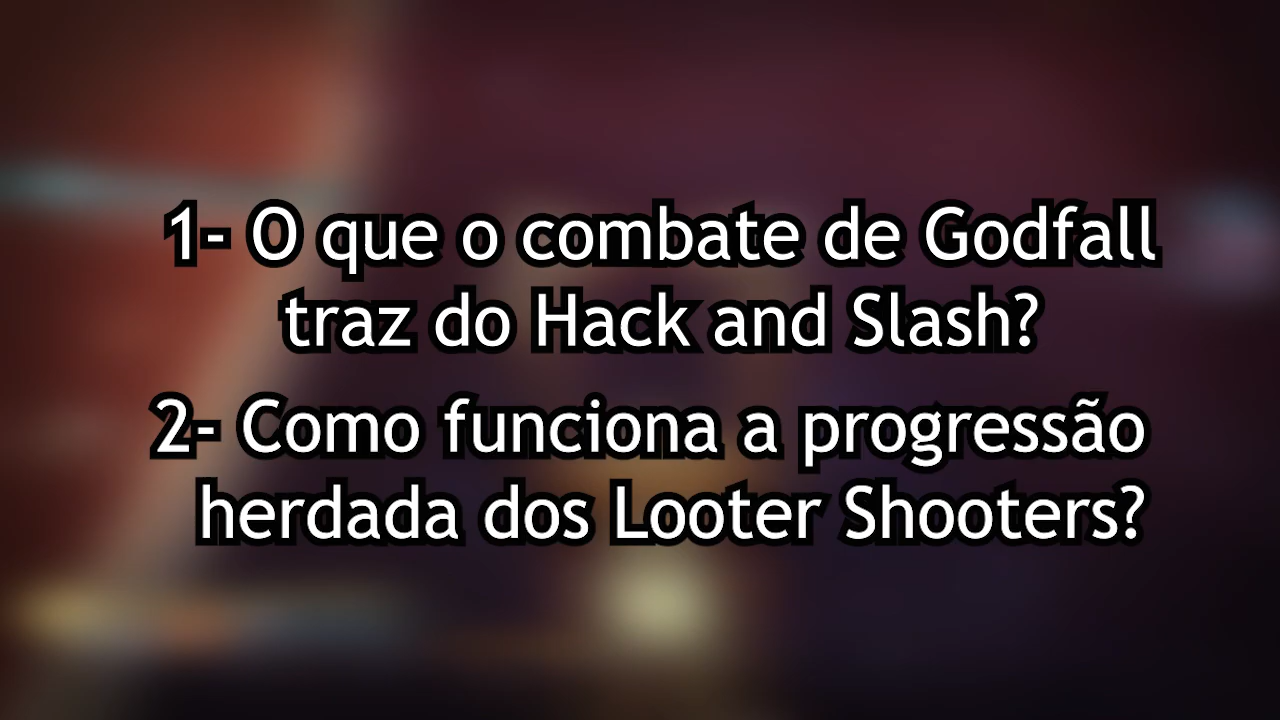 1- O que o combate de Godfall
traz do Hack and Slash?
2- Como funciona a progressão
herdada dos Looter Shooters?